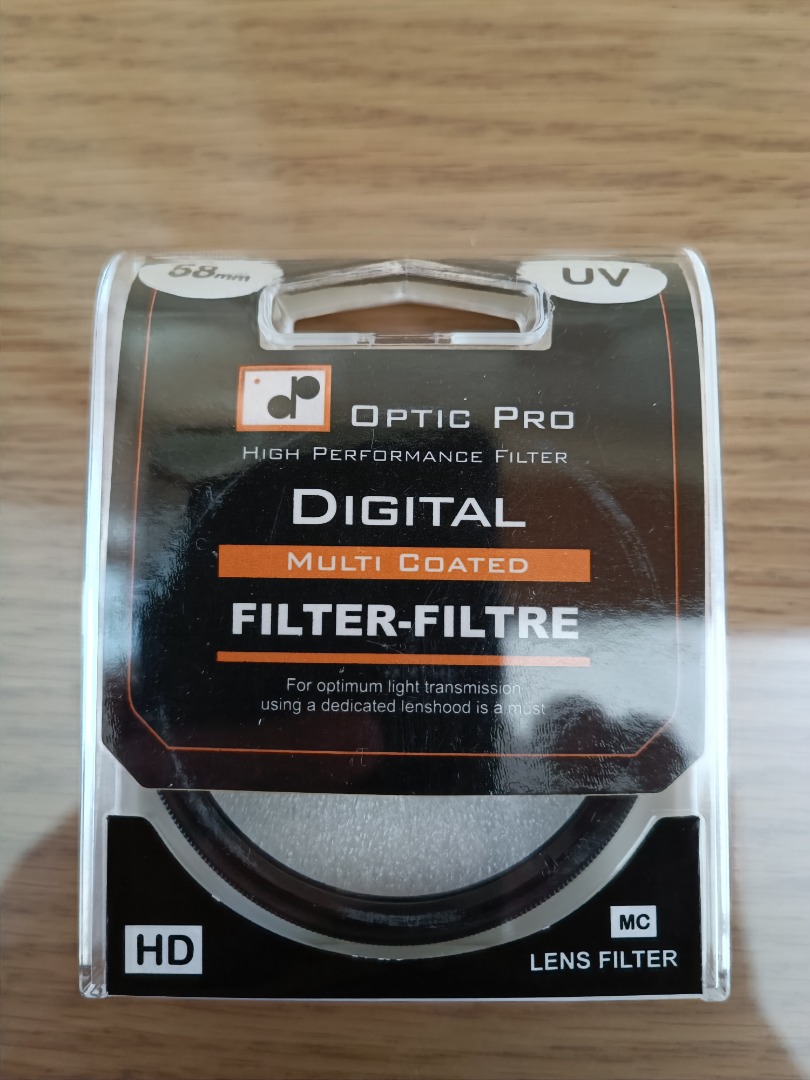 58mm
UV
dp
OPTIC PRO
HIGH PERFORMANCE FILTER
DIGITAL
MULTI COATED
FILTER-FILTRE
For optimum light transmission
using a dedicated lenshood is a must
HD
MC
LENS FILTER